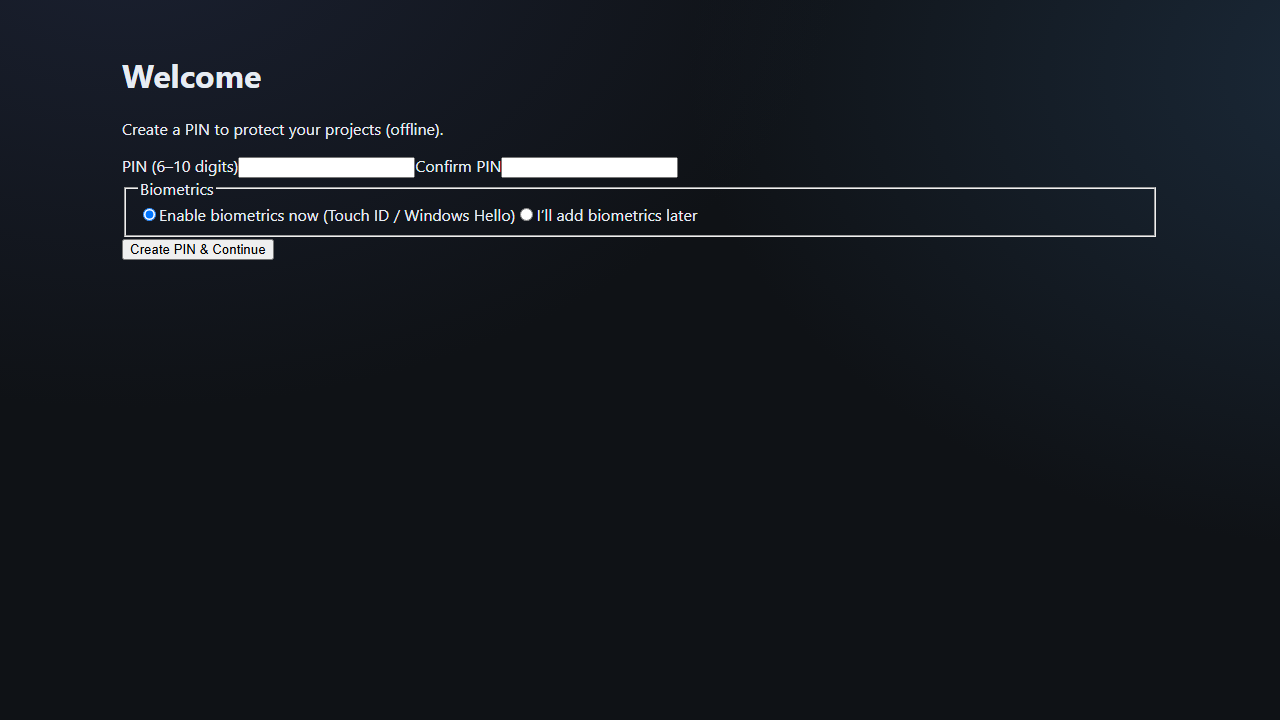 Welcome
Create a PIN to protect your projects (offline).
PIN (6–10 digits) Confirm PIN
Biometrics
Enable biometrics now (Touch ID / Windows Hello) I’ll add biometrics later
Create PIN & Continue